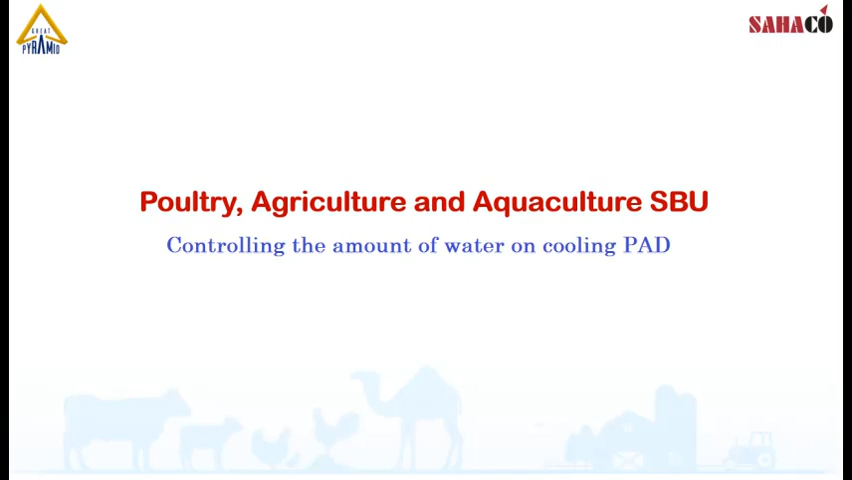 GREAT
PYRAMID
SAHACO
Poultry, Agriculture and Aquaculture SBU
Controlling the amount of water on cooling PAD